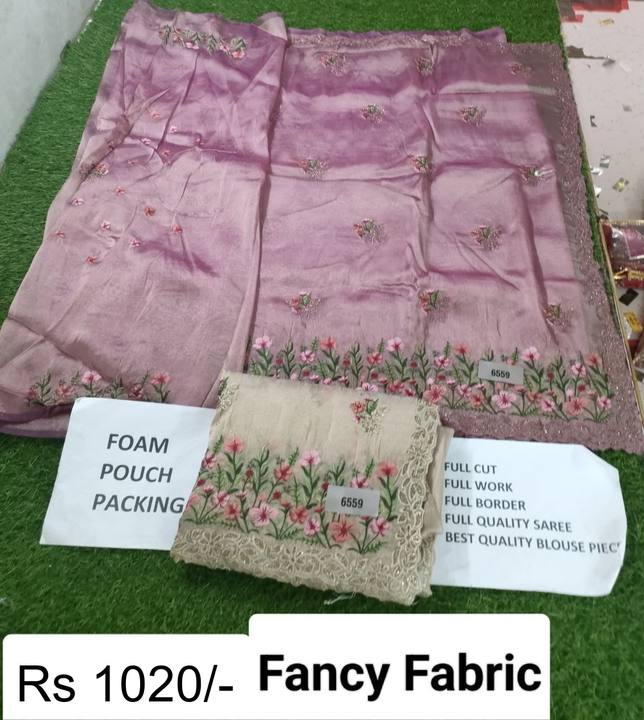 6559
FOAM
POUCH
PACKING
6559
FULL CUT
FULL WORK
FULL BORDER
FULL QUALITY SAREE
BEST QUALITY BLOUSE PIEC
Rs 1020/-
Fancy Fabric